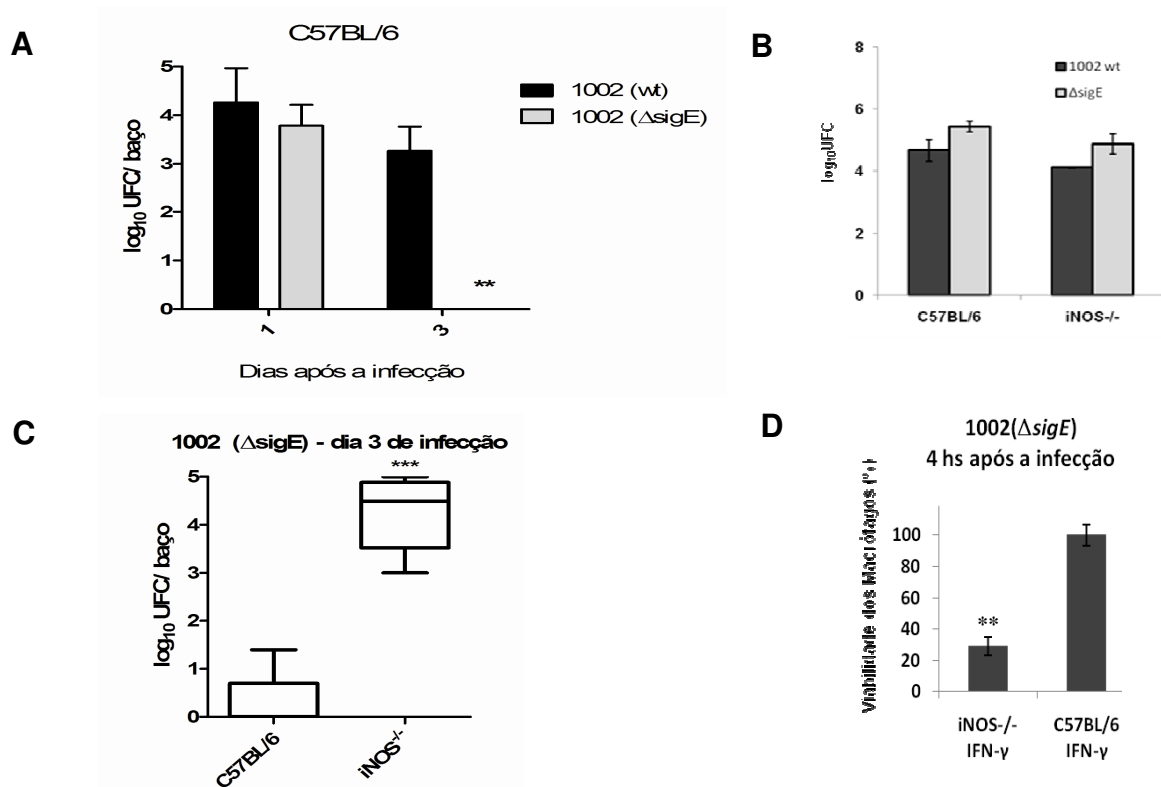 A
C57BL/6
log10 UFC/ baço
5
4
3
2
1
0
1
3
**
Dias após a infecção
1002 (wt)
1002 (ΔsigE)
B
log10UFC
8
6
4
2
0
1002 wt
ΔsigE
C57BL/6
iNOS-/-
C
1002 (ΔsigE) - dia 3 de infecção
***
log10 UFC/ baço
5
4
3
2
1
0
C57BL/6
iNOS-/-
D
1002(ΔsigE)
4 hs após a infecção
Viabilidade dos Macrófagos (%)
100
80
60
40
20
0
**
iNOS-/-
IFN-γ
C57BL/6
IFN-γ